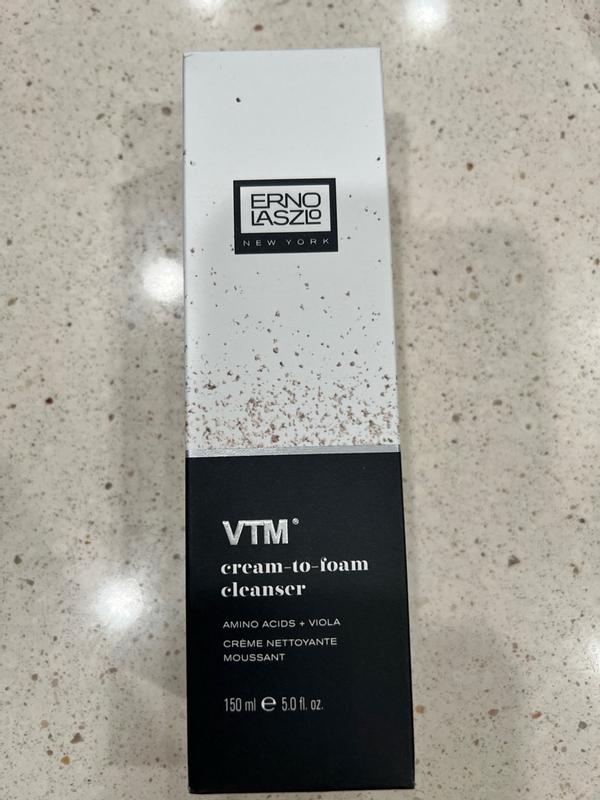 ERNO
LASZLO
NEW YORK
VTM®
cream-to-foam
cleanser
AMINO ACIDS + VIOLA
CRÈME NETTOYANTE
MOUSSANT
150 ml ℮ 5.0 fl. oz.